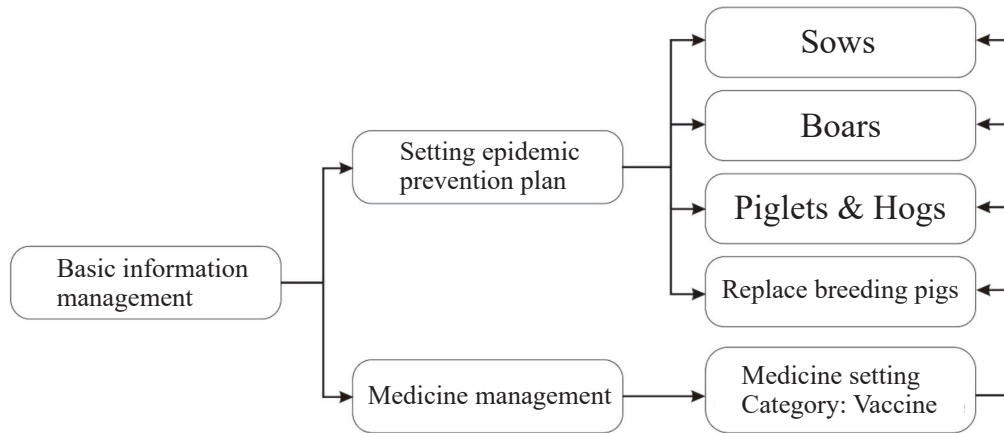 Sows
Boars
Setting epidemic
prevention plan
Piglets & Hogs
Basic information
management
Replace breeding pigs
Medicine management
Medicine setting
Category: Vaccine